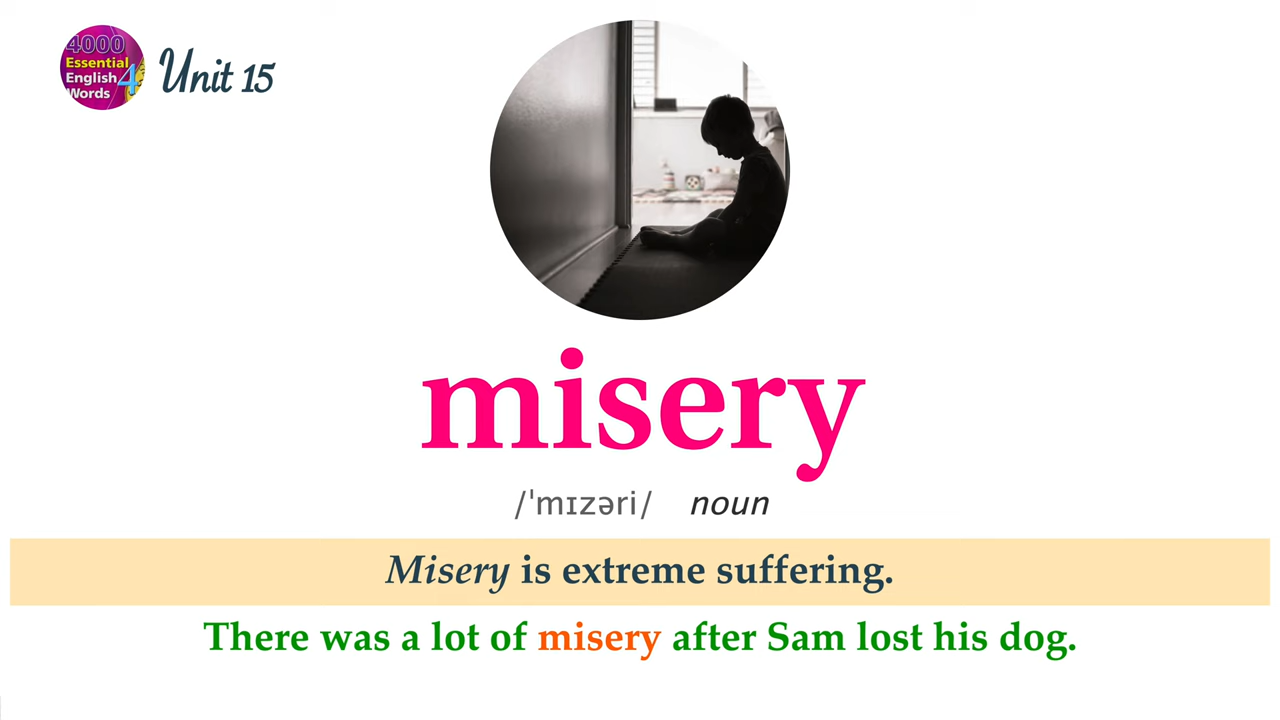 4000
Essential
English
Words 4
Unit 15
misery
/ˈmɪzəri/ noun
Misery is extreme suffering.
There was a lot of misery after Sam lost his dog.